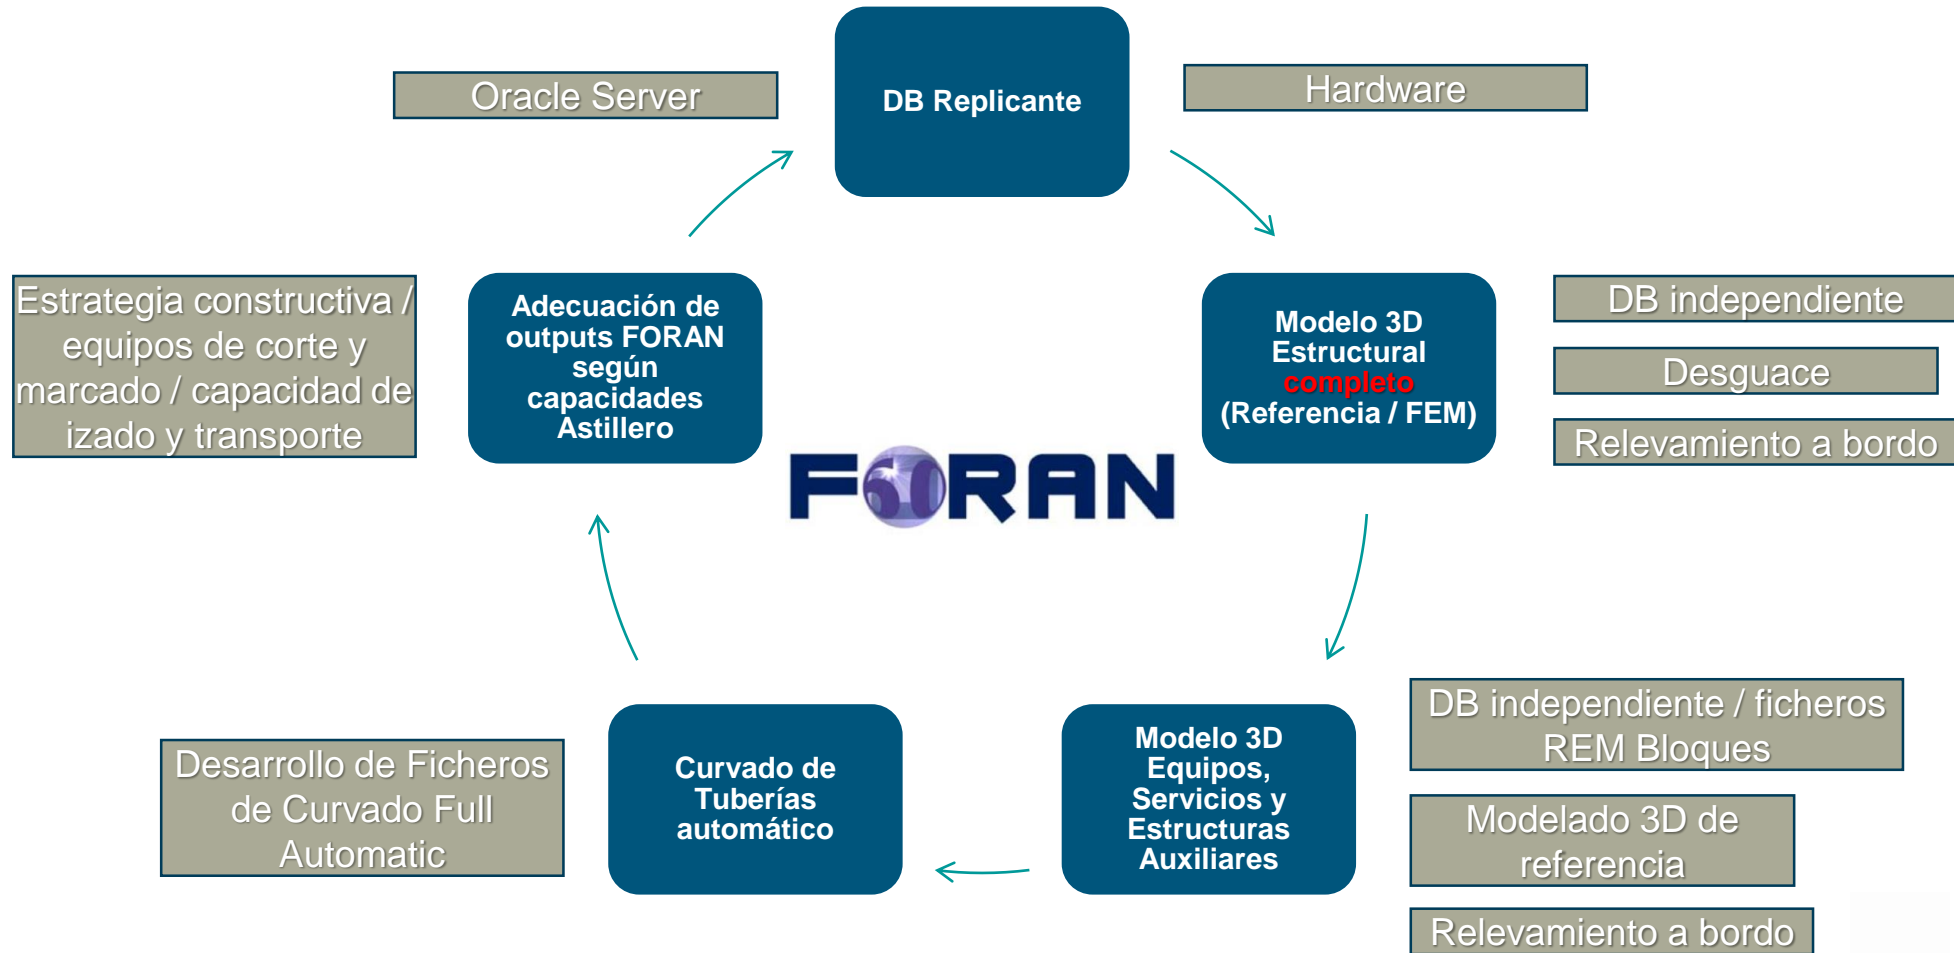 DB Replicante
Oracle Server
Hardware
Modelo 3D
Estructural
completo
(Referencia / FEM)
DB independiente
Desguace
Relevamiento a bordo
Modelo 3D
Equipos,
Servicios y
Estructuras
Auxiliares
DB independiente / ficheros
REM Bloques
Modelado 3D de
referencia
Relevamiento a bordo
Curvado de
Tuberías
automático
Desarrollo de Ficheros
de Curvado Full
Automatic
Adecuación de
outputs FORAN
según
capacidades
Astillero
Estrategia constructiva /
equipos de corte y
marcado / capacidad de
izado y transporte
FORAN